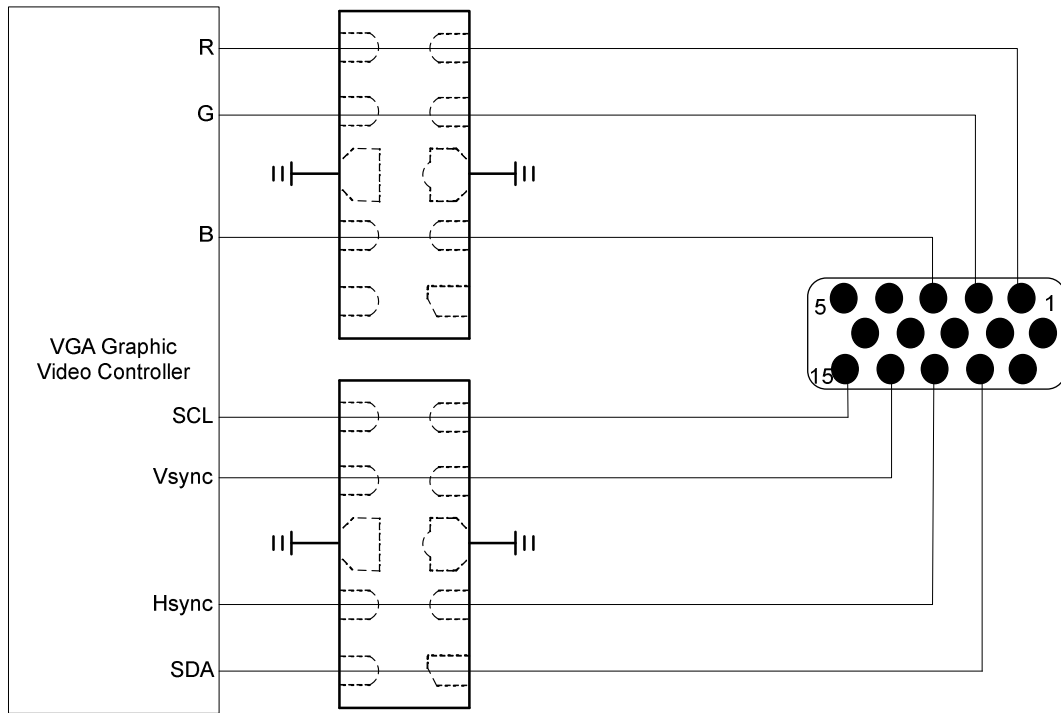 R
G
B
VGA Graphic
Video Controller
SCL
Vsync
Hsync
SDA
5
1
15